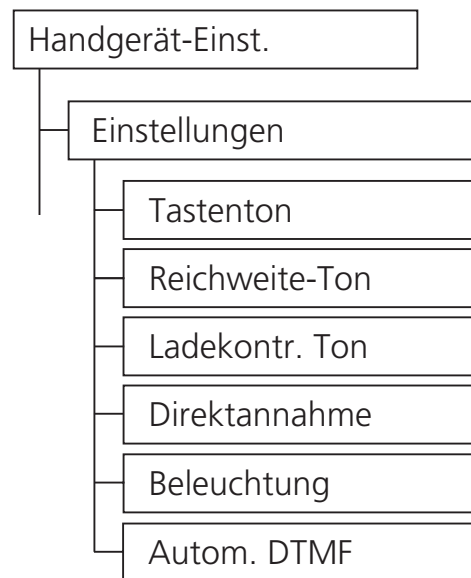 Handgerät-Einst.
Einstellungen
Tastenton
Reichweite-Ton
Ladekontr. Ton
Direktannahme
Beleuchtung
Autom. DTMF